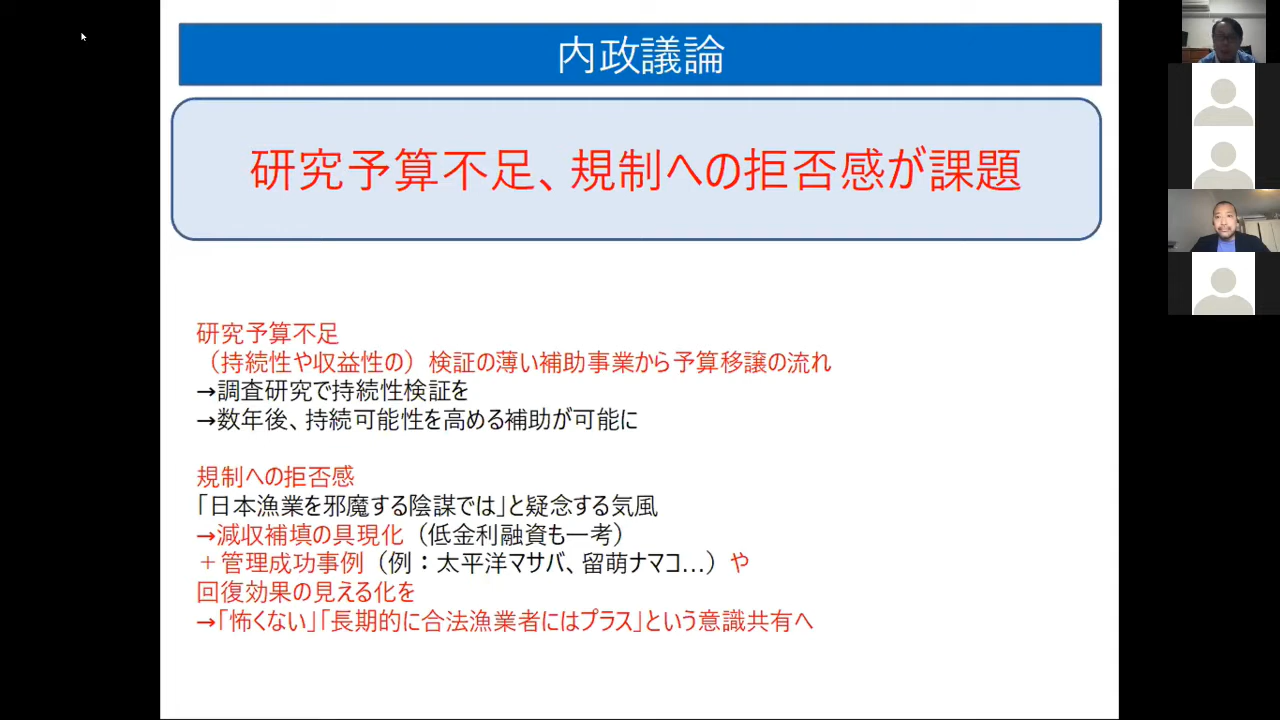 内政議論
研究予算不足、規制への拒否感が課題
研究予算不足
（持続性や収益性の）検証の薄い補助事業から予算移譲の流れ
→調査研究で持続性検証を
→数年後、持続可能性を高める補助が可能に
規制への拒否感
「日本漁業を邪魔する陰謀では」と疑念する気風
→減収補填の具現化（低金利融資も一考）
＋管理成功事例（例：太平洋マサバ、留萌ナマコ…）や
回復効果の見える化を
→「怖くない」「長期的に合法漁業者にはプラス」という意識共有へ